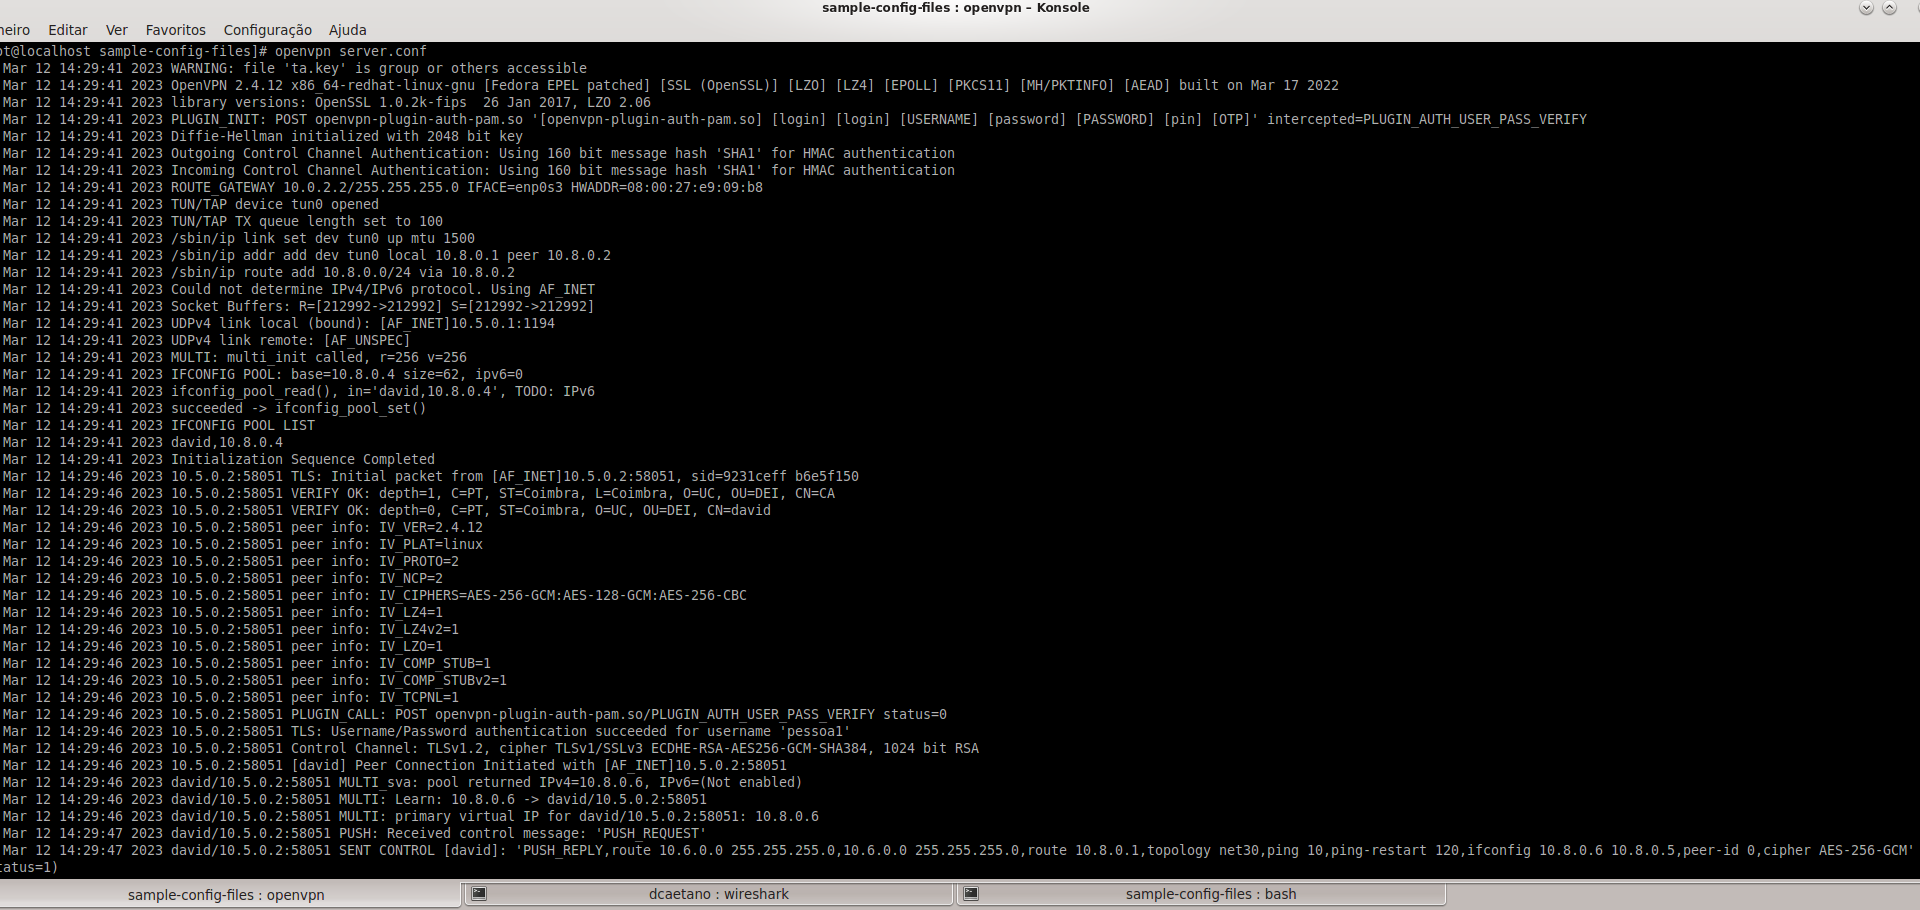 sample-config-files : openvpn – Konsole
heiro Editar Ver Favoritos Configuração Ajuda
ot@localhost sample-config-files]# openvpn server.conf
Mar 12 14:29:41 2023 WARNING: file 'ta.key' is group or others accessible
Mar 12 14:29:41 2023 OpenVPN 2.4.12 x86_64-redhat-linux-gnu [Fedora EPEL patched] [SSL (OpenSSL)] [LZO] [LZ4] [EPOLL] [PKCS11] [MH/PKTINFO] [AEAD] built on Mar 17 2022
Mar 12 14:29:41 2023 library versions: OpenSSL 1.0.2k-fips  26 Jan 2017, LZO 2.06
Mar 12 14:29:41 2023 PLUGIN_INIT: POST openvpn-plugin-auth-pam.so '[openvpn-plugin-auth-pam.so] [login] [login] [USERNAME] [password] [PASSWORD] [pin] [OTP]' intercepted=PLUGIN_AUTH_USER_PASS_VERIFY
Mar 12 14:29:41 2023 Diffie-Hellman initialized with 2048 bit key
Mar 12 14:29:41 2023 Outgoing Control Channel Authentication: Using 160 bit message hash 'SHA1' for HMAC authentication
Mar 12 14:29:41 2023 Incoming Control Channel Authentication: Using 160 bit message hash 'SHA1' for HMAC authentication
Mar 12 14:29:41 2023 ROUTE_GATEWAY 10.0.2.2/255.255.255.0 IFACE=enp0s3 HWADDR=08:00:27:e9:09:b8
Mar 12 14:29:41 2023 TUN/TAP device tun0 opened
Mar 12 14:29:41 2023 TUN/TAP TX queue length set to 100
Mar 12 14:29:41 2023 /sbin/ip link set dev tun0 up mtu 1500
Mar 12 14:29:41 2023 /sbin/ip addr add dev tun0 local 10.8.0.1 peer 10.8.0.2
Mar 12 14:29:41 2023 /sbin/ip route add 10.8.0.0/24 via 10.8.0.2
Mar 12 14:29:41 2023 Could not determine IPv4/IPv6 protocol. Using AF_INET
Mar 12 14:29:41 2023 Socket Buffers: R=[212992->212992] S=[212992->212992]
Mar 12 14:29:41 2023 UDPv4 link local (bound): [AF_INET]10.5.0.1:1194
Mar 12 14:29:41 2023 UDPv4 link remote: [AF_UNSPEC]
Mar 12 14:29:41 2023 MULTI: multi_init called, r=256 v=256
Mar 12 14:29:41 2023 IFCONFIG POOL: base=10.8.0.4 size=62, ipv6=0
Mar 12 14:29:41 2023 ifconfig_pool_read(), in='david,10.8.0.4', TODO: IPv6
Mar 12 14:29:41 2023 succeeded -> ifconfig_pool_set()
Mar 12 14:29:41 2023 IFCONFIG POOL LIST
Mar 12 14:29:41 2023 david,10.8.0.4
Mar 12 14:29:41 2023 Initialization Sequence Completed
Mar 12 14:29:46 2023 10.5.0.2:58051 TLS: Initial packet from [AF_INET]10.5.0.2:58051, sid=9231ceff b6e5f150
Mar 12 14:29:46 2023 10.5.0.2:58051 VERIFY OK: depth=1, C=PT, ST=Coimbra, L=Coimbra, O=UC, OU=DEI, CN=CA
Mar 12 14:29:46 2023 10.5.0.2:58051 VERIFY OK: depth=0, C=PT, ST=Coimbra, O=UC, OU=DEI, CN=david
Mar 12 14:29:46 2023 10.5.0.2:58051 peer info: IV_VER=2.4.12
Mar 12 14:29:46 2023 10.5.0.2:58051 peer info: IV_PLAT=linux
Mar 12 14:29:46 2023 10.5.0.2:58051 peer info: IV_PROTO=2
Mar 12 14:29:46 2023 10.5.0.2:58051 peer info: IV_NCP=2
Mar 12 14:29:46 2023 10.5.0.2:58051 peer info: IV_CIPHERS=AES-256-GCM:AES-128-GCM:AES-256-CBC
Mar 12 14:29:46 2023 10.5.0.2:58051 peer info: IV_LZ4=1
Mar 12 14:29:46 2023 10.5.0.2:58051 peer info: IV_LZ4v2=1
Mar 12 14:29:46 2023 10.5.0.2:58051 peer info: IV_LZO=1
Mar 12 14:29:46 2023 10.5.0.2:58051 peer info: IV_COMP_STUB=1
Mar 12 14:29:46 2023 10.5.0.2:58051 peer info: IV_COMP_STUBv2=1
Mar 12 14:29:46 2023 10.5.0.2:58051 peer info: IV_TCPNL=1
Mar 12 14:29:46 2023 10.5.0.2:58051 PLUGIN_CALL: POST openvpn-plugin-auth-pam.so/PLUGIN_AUTH_USER_PASS_VERIFY status=0
Mar 12 14:29:46 2023 10.5.0.2:58051 TLS: Username/Password authentication succeeded for username 'pessoa1'
Mar 12 14:29:46 2023 10.5.0.2:58051 Control Channel: TLSv1.2, cipher TLSv1/SSLv3 ECDHE-RSA-AES256-GCM-SHA384, 1024 bit RSA
Mar 12 14:29:46 2023 10.5.0.2:58051 [david] Peer Connection Initiated with [AF_INET]10.5.0.2:58051
Mar 12 14:29:46 2023 david/10.5.0.2:58051 MULTI_sva: pool returned IPv4=10.8.0.6, IPv6=(Not enabled)
Mar 12 14:29:46 2023 david/10.5.0.2:58051 MULTI: Learn: 10.8.0.6 -> david/10.5.0.2:58051
Mar 12 14:29:46 2023 david/10.5.0.2:58051 MULTI: primary virtual IP for david/10.5.0.2:58051: 10.8.0.6
Mar 12 14:29:47 2023 david/10.5.0.2:58051 PUSH: Received control message: 'PUSH_REQUEST'
Mar 12 14:29:47 2023 david/10.5.0.2:58051 SENT CONTROL [david]: 'PUSH_REPLY,route 10.6.0.0 255.255.255.0,10.6.0.0 255.255.255.0,route 10.8.0.1,topology net30,ping 10,ping-restart 120,ifconfig 10.8.0.6 10.8.0.5,peer-id 0,cipher AES-256-GCM'
tatus=1)
sample-config-files : openvpn dcaetano : wireshark sample-config-files : bash